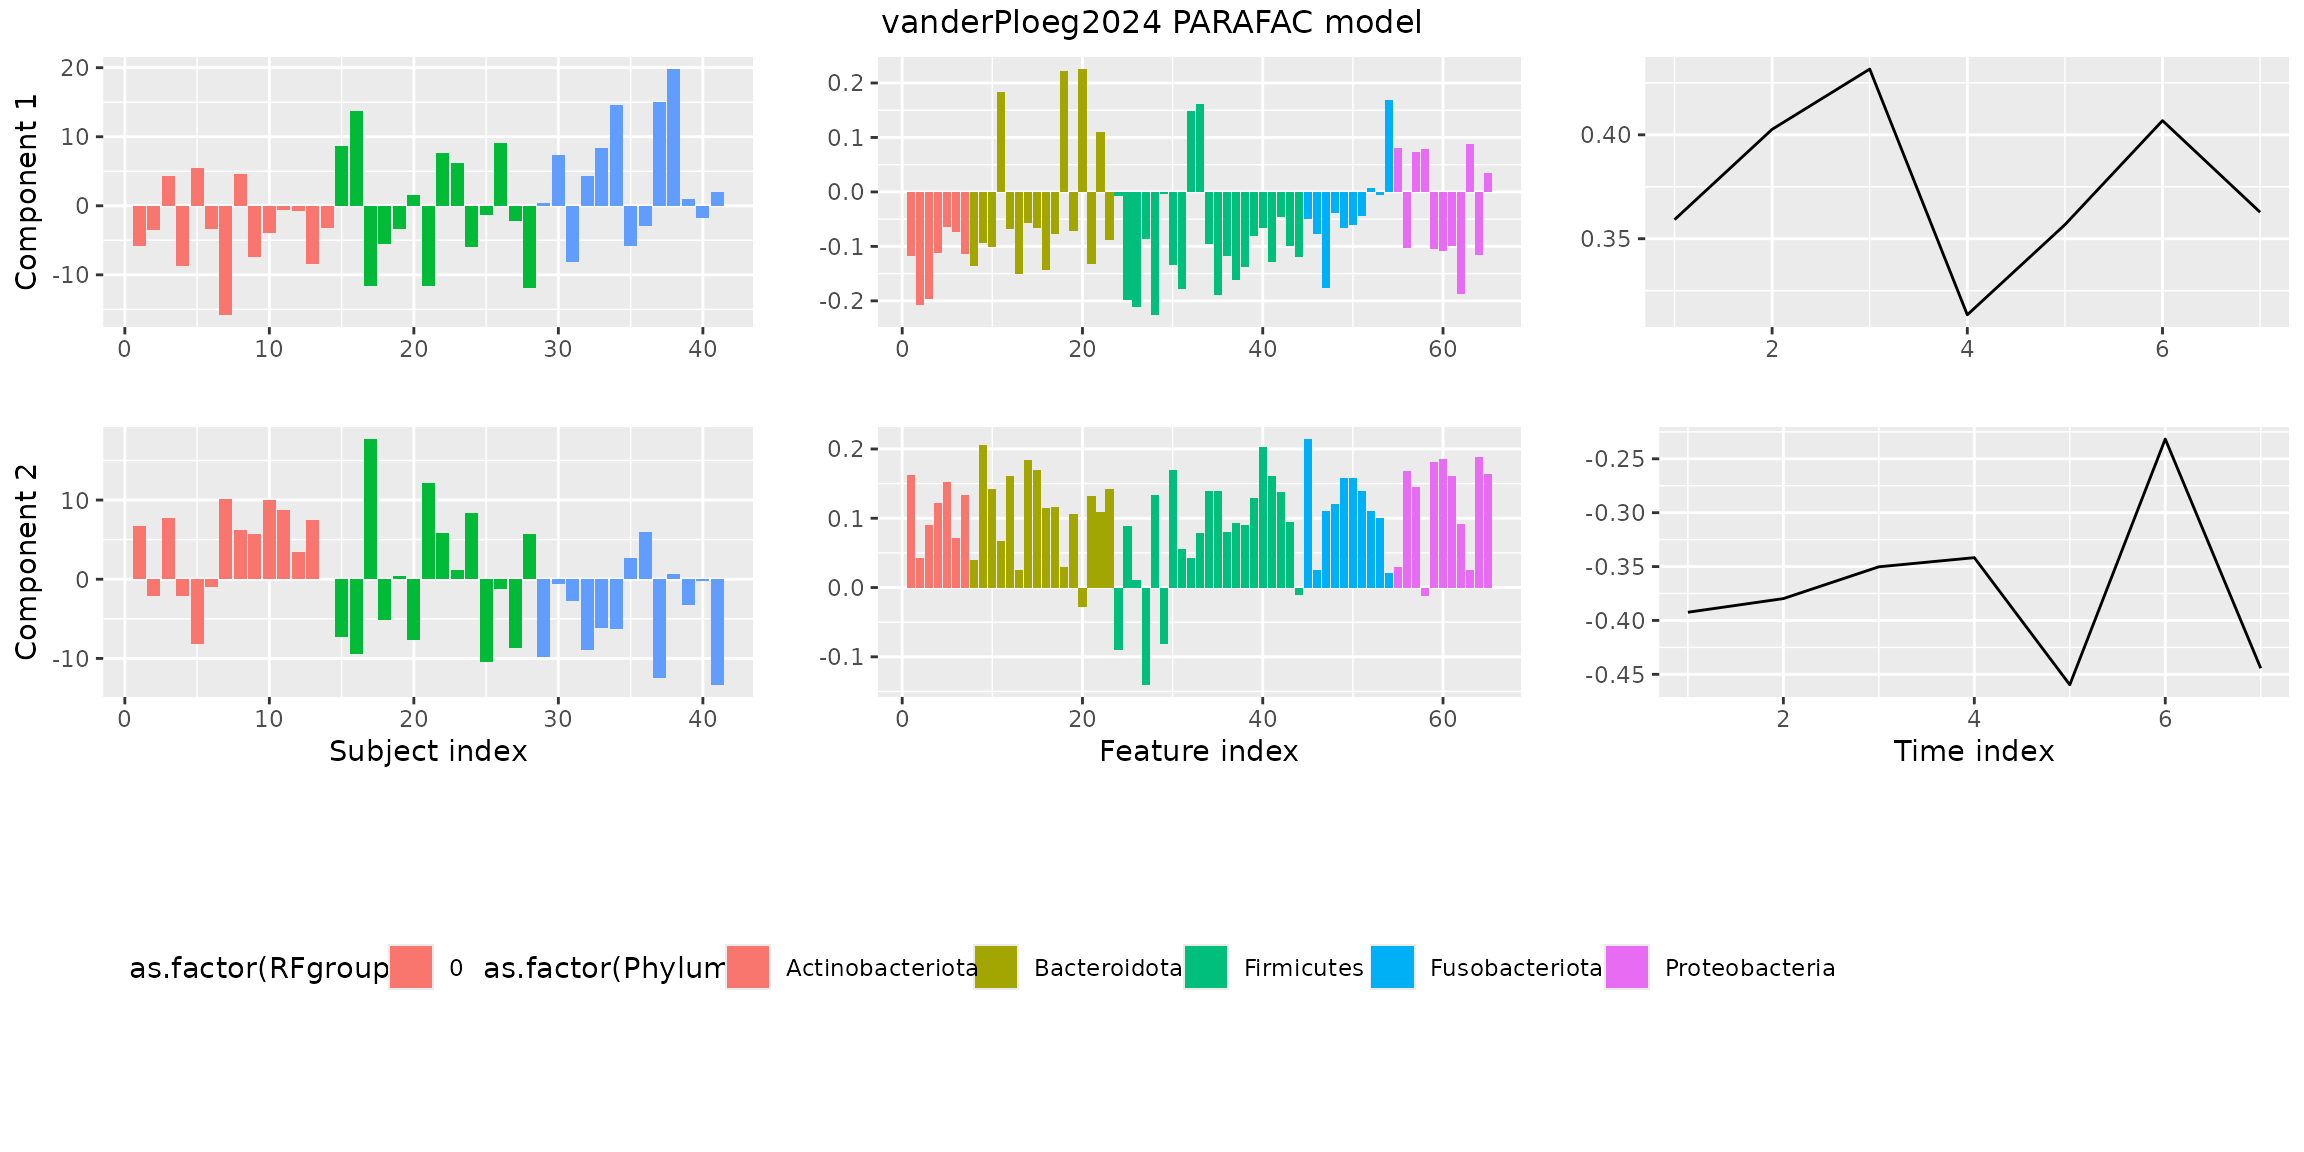 vanderPloeg2024 PARAFAC model
Component 1
20
10
0
-10
0 10 20 30 40
0.2
0.1
0.0
-0.1
-0.2
0 20 40 60
0.40
0.35
2 4 6
Component 2
10
0
-10
0 10 20 30 40
Subject index
0.2
0.1
0.0
-0.1
0 20 40 60
Feature index
-0.25
-0.30
-0.35
-0.40
-0.45
2 4 6
Time index
as.factor(RFgroup 0 as.factor(Phylum Actinobacteriota Bacteroidota Firmicutes Fusobacteriota Proteobacteria